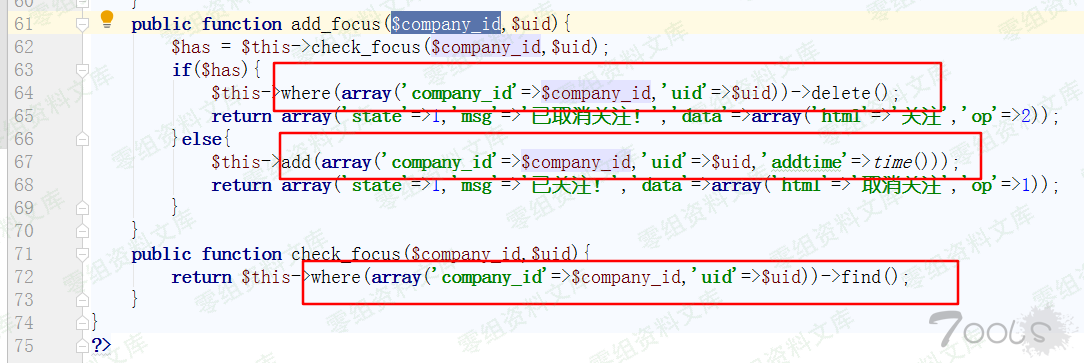 60 }
61 public function add_focus($company_id,$uid){
62 $has = $this->check_focus($company_id,$uid);
63 if($has){
64 $this->where(array('company_id'=>$company_id,'uid'=>$uid))->delete();
65 return array('state'=>1,'msg'=>'已取消关注！','data'=>array('html'=>'关注','op'=>2));
66 }else{
67 $this->add(array('company_id'=>$company_id,'uid'=>$uid,'addtime'=>time()));
68 return array('state'=>1,'msg'=>'已关注！','data'=>array('html'=>'取消关注','op'=>1));
69 }
70 }
71 public function check_focus($company_id,$uid){
72 return $this->where(array('company_id'=>$company_id,'uid'=>$uid))->find();
73 }
74 }
75 ?>
零组资料文库
7ools